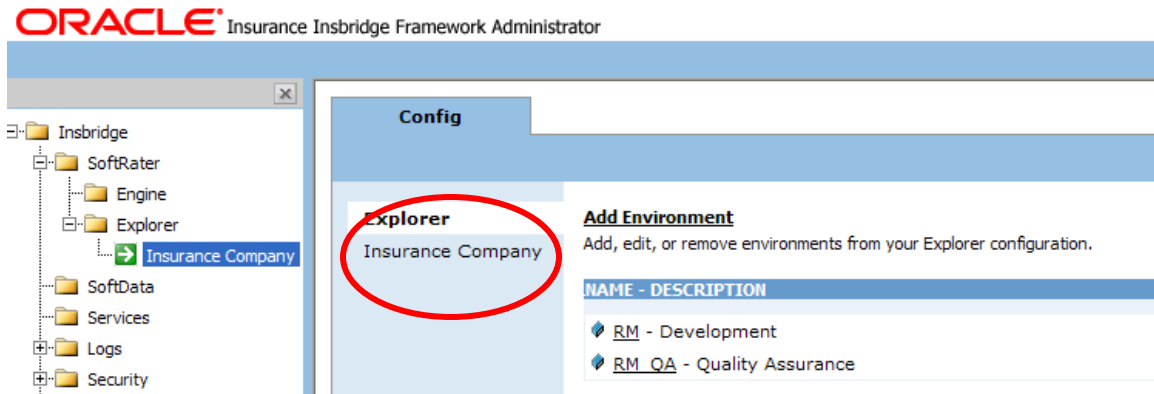 ORACLE® Insurance Insbridge Framework Administrator
Insbridge
SoftRater
Engine
Explorer
Insurance Company
SoftData
Services
Logs
Security
Config
Explorer
Insurance Company
Add Environment
Add, edit, or remove environments from your Explorer configuration.
NAME - DESCRIPTION
RM - Development
RM_QA - Quality Assurance